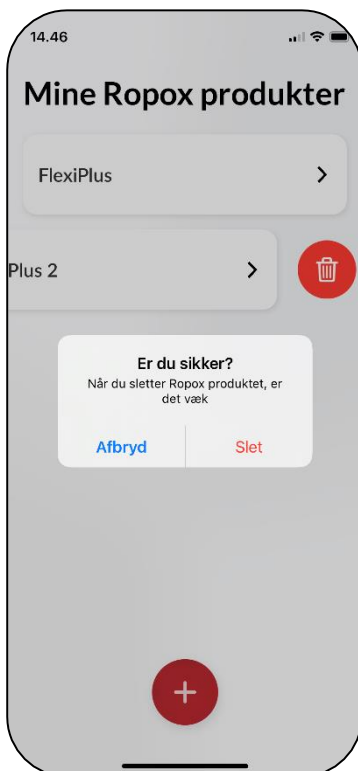 14.46
Mine Ropox produkter
FlexiPlus
Plus 2
Er du sikker?
Når du sletter Ropox produktet, er
det væk
Afbryd Slet